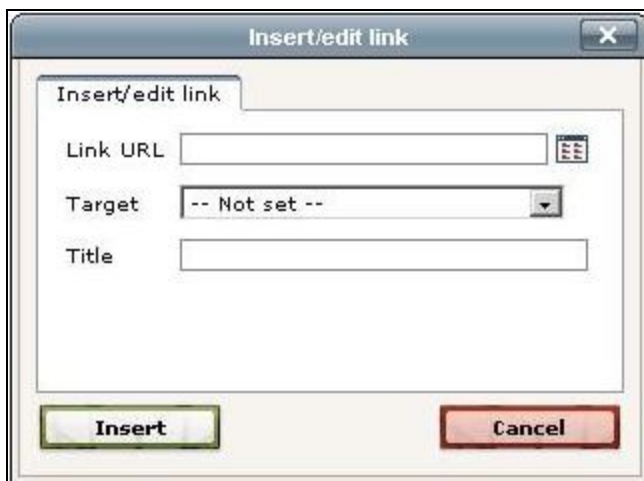 Insert/edit link
Insert/edit link
Link URL
Target -- Not set --
Title
Insert Cancel